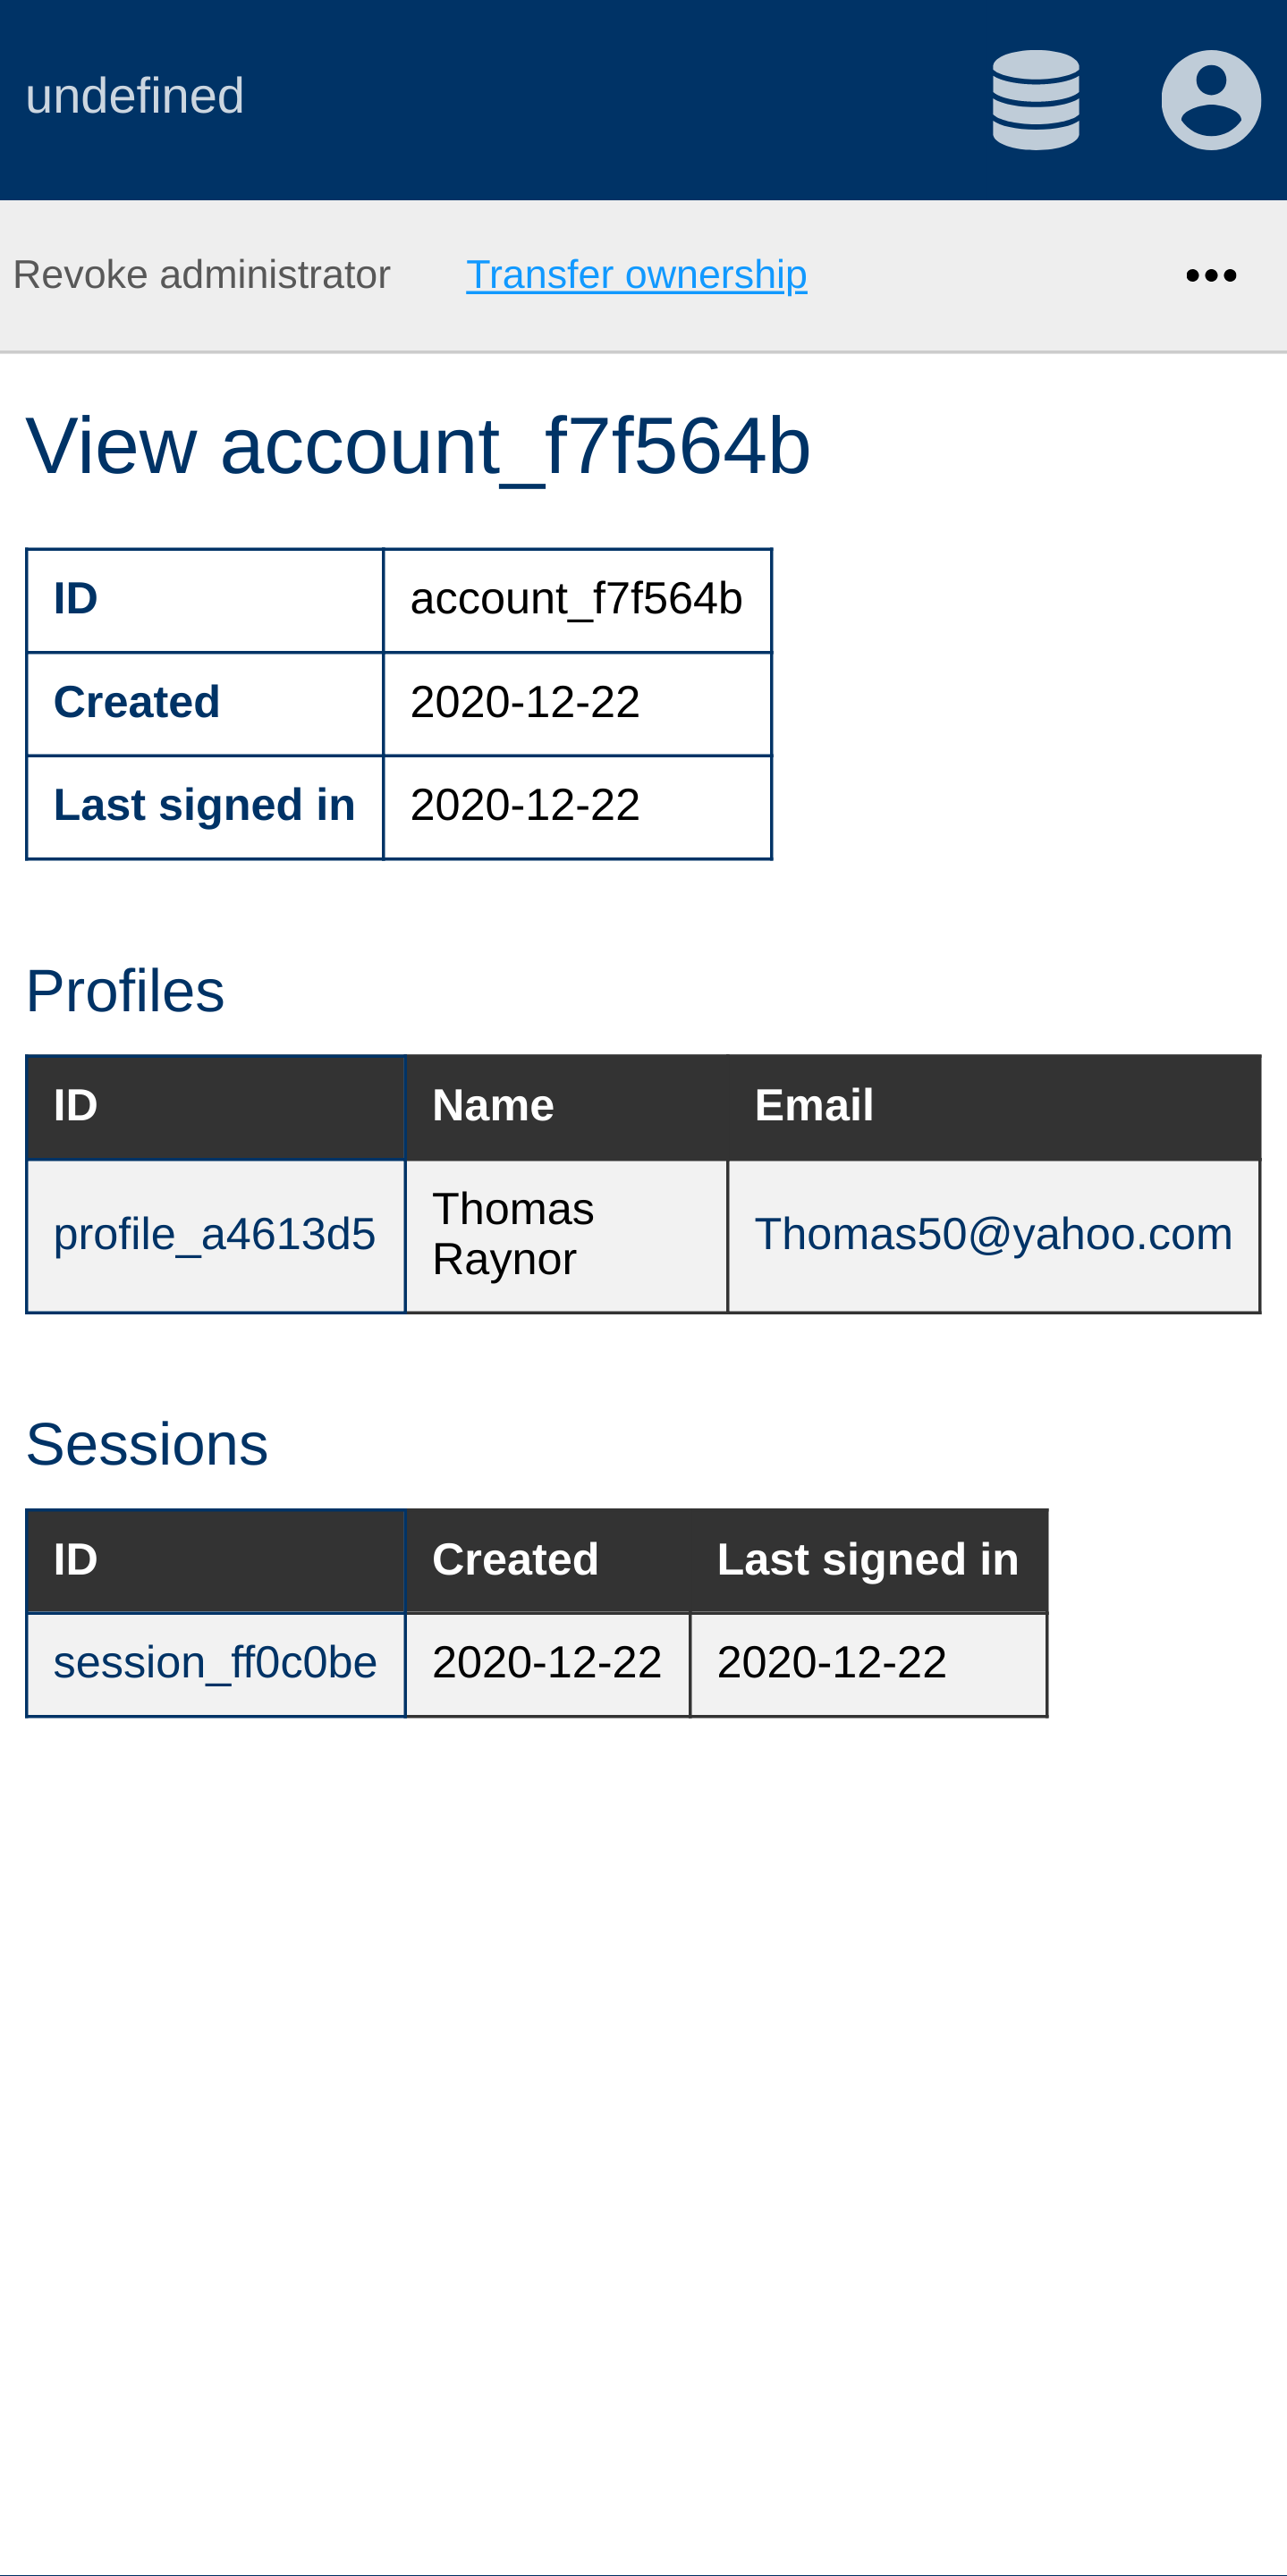 undefined
Revoke administrator Transfer ownership •••
View account_f7f564b
ID account_f7f564b
Created 2020-12-22
Last signed in 2020-12-22
Profiles
ID Name Email
profile_a4613d5 Thomas Raynor Thomas50@yahoo.com
Sessions
ID Created Last signed in
session_ff0c0be 2020-12-22 2020-12-22